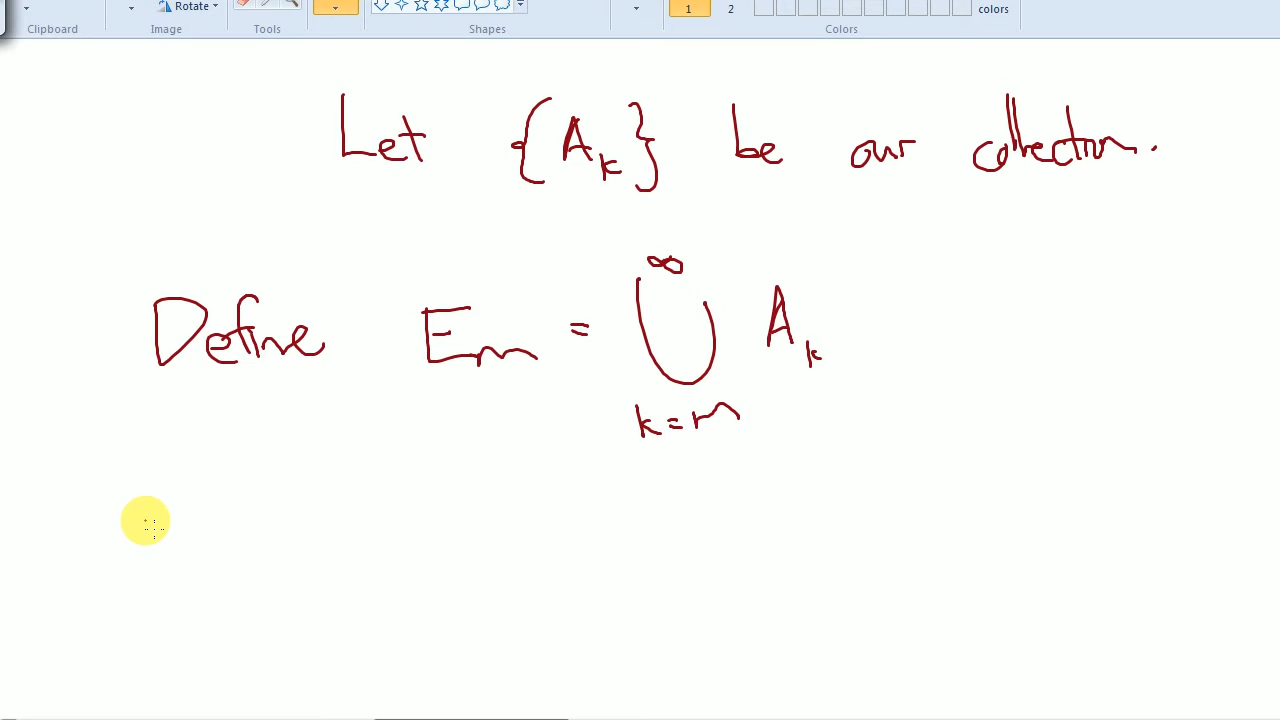 Rotate
1 2 colors
Clipboard Image Tools Shapes Colors
Let {A_k} be our collection.
Define E_m = ∞ ⋃ k=m A_k